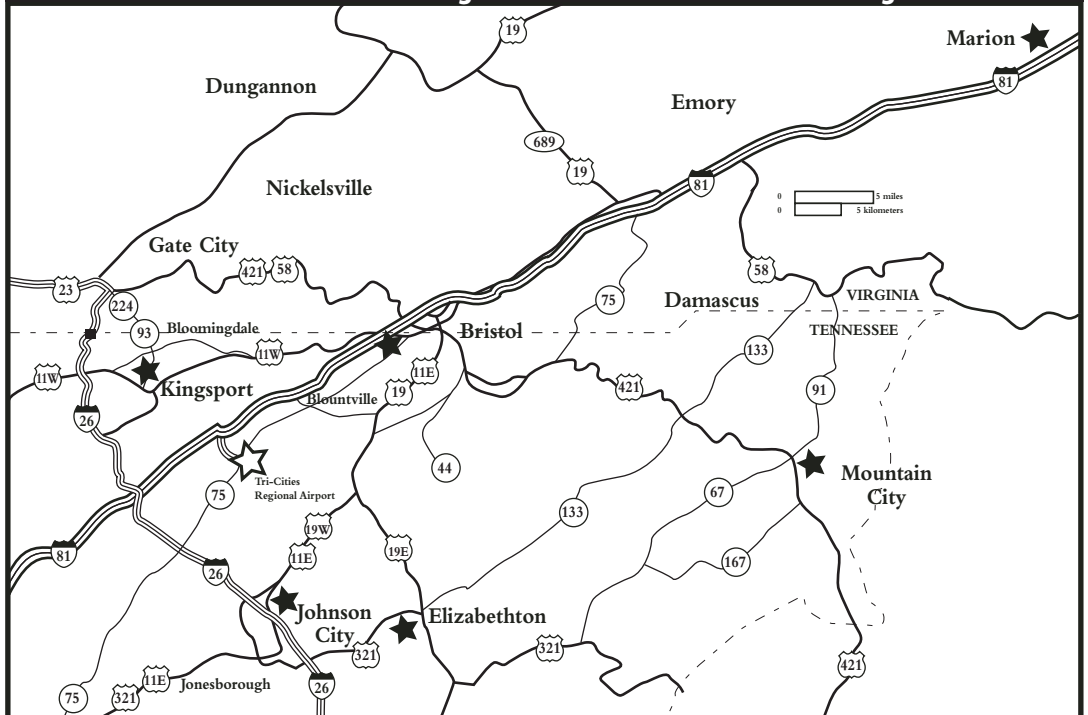 19
Marion
81
Dungannon
Emory
689
19
81
Nickelsville
0 5 miles
0 5 kilometers
Gate City
421 58
58
23
224
75
Damascus
VIRGINIA
93
Bloomingdale
Bristol
TENNESSEE
11W
133
11W
Kingsport
11E
19
421
91
Blountville
26
44
Mountain
City
Tri-Cities
Regional Airport
75
67
133
19W
11E
19E
81
26
167
Johnson
City
Elizabethton
321
321
421
11E
Jonesborough
26
75
321